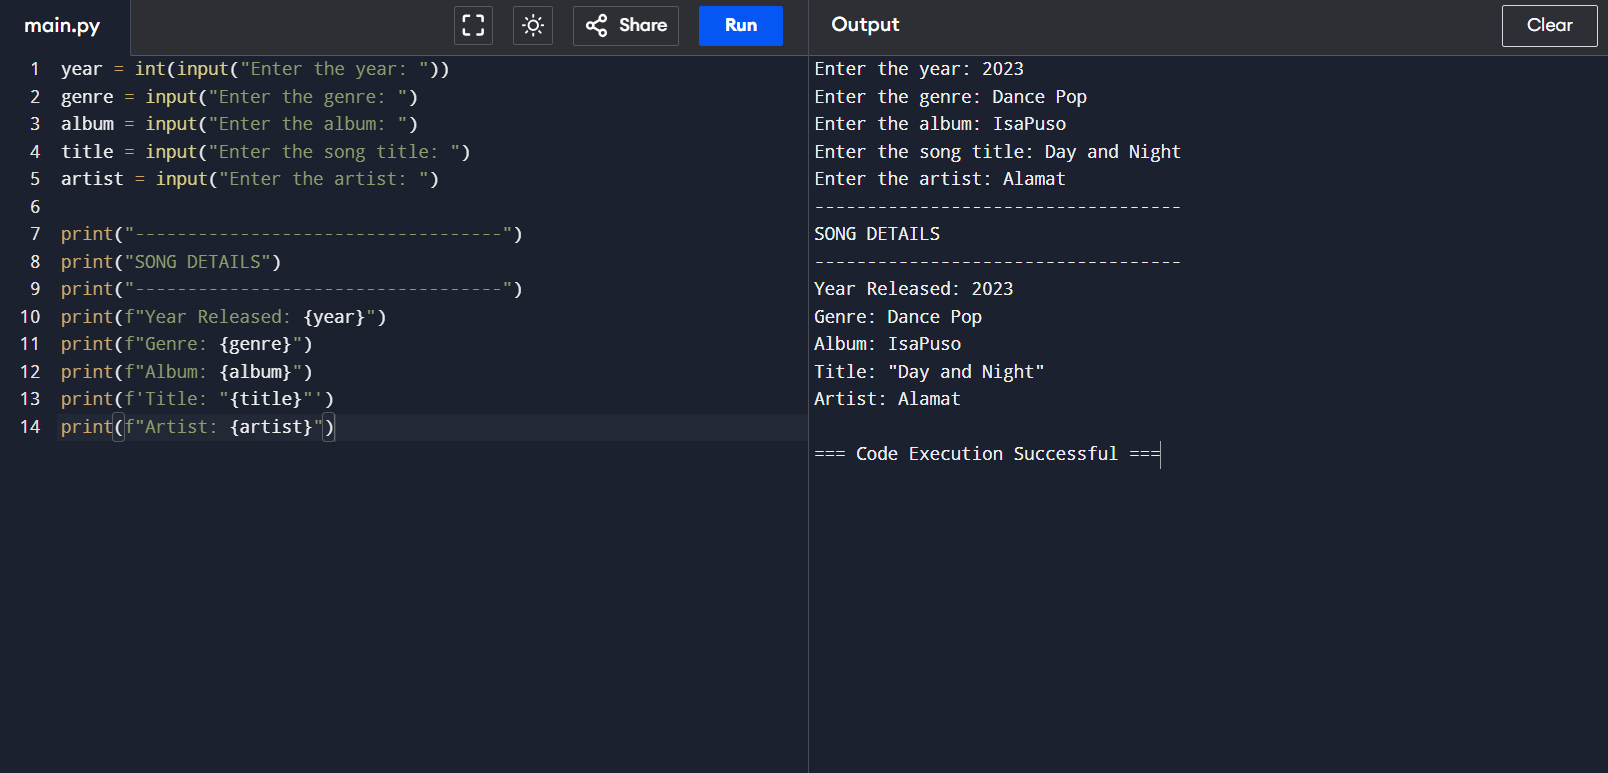 main.py
Share
Run
Output
Clear
1 year = int(input("Enter the year: "))
2 genre = input("Enter the genre: ")
3 album = input("Enter the album: ")
4 title = input("Enter the song title: ")
5 artist = input("Enter the artist: ")
6
7 print("-----------------------------------")
8 print("SONG DETAILS")
9 print("-----------------------------------")
10 print(f"Year Released: {year}")
11 print(f"Genre: {genre}")
12 print(f"Album: {album}")
13 print(f'Title: "{title}"')
14 print(f"Artist: {artist}")
Enter the year: 2023
Enter the genre: Dance Pop
Enter the album: IsaPuso
Enter the song title: Day and Night
Enter the artist: Alamat
-----------------------------------
SONG DETAILS
-----------------------------------
Year Released: 2023
Genre: Dance Pop
Album: IsaPuso
Title: "Day and Night"
Artist: Alamat
=== Code Execution Successful ===